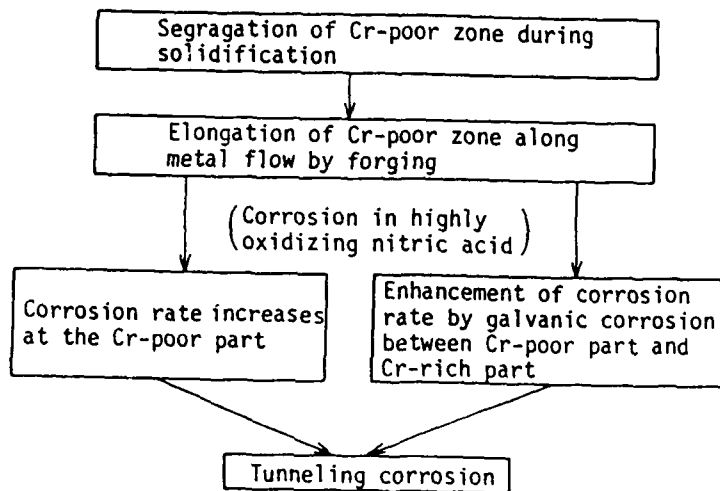 Segragation of Cr-poor zone during
solidification
Elongation of Cr-poor zone along
metal flow by forging
(Corrosion in highly
oxidizing nitric acid)
Corrosion rate increases
at the Cr-poor part
Enhancement of corrosion
rate by galvanic corrosion
between Cr-poor part and
Cr-rich part
Tunneling corrosion